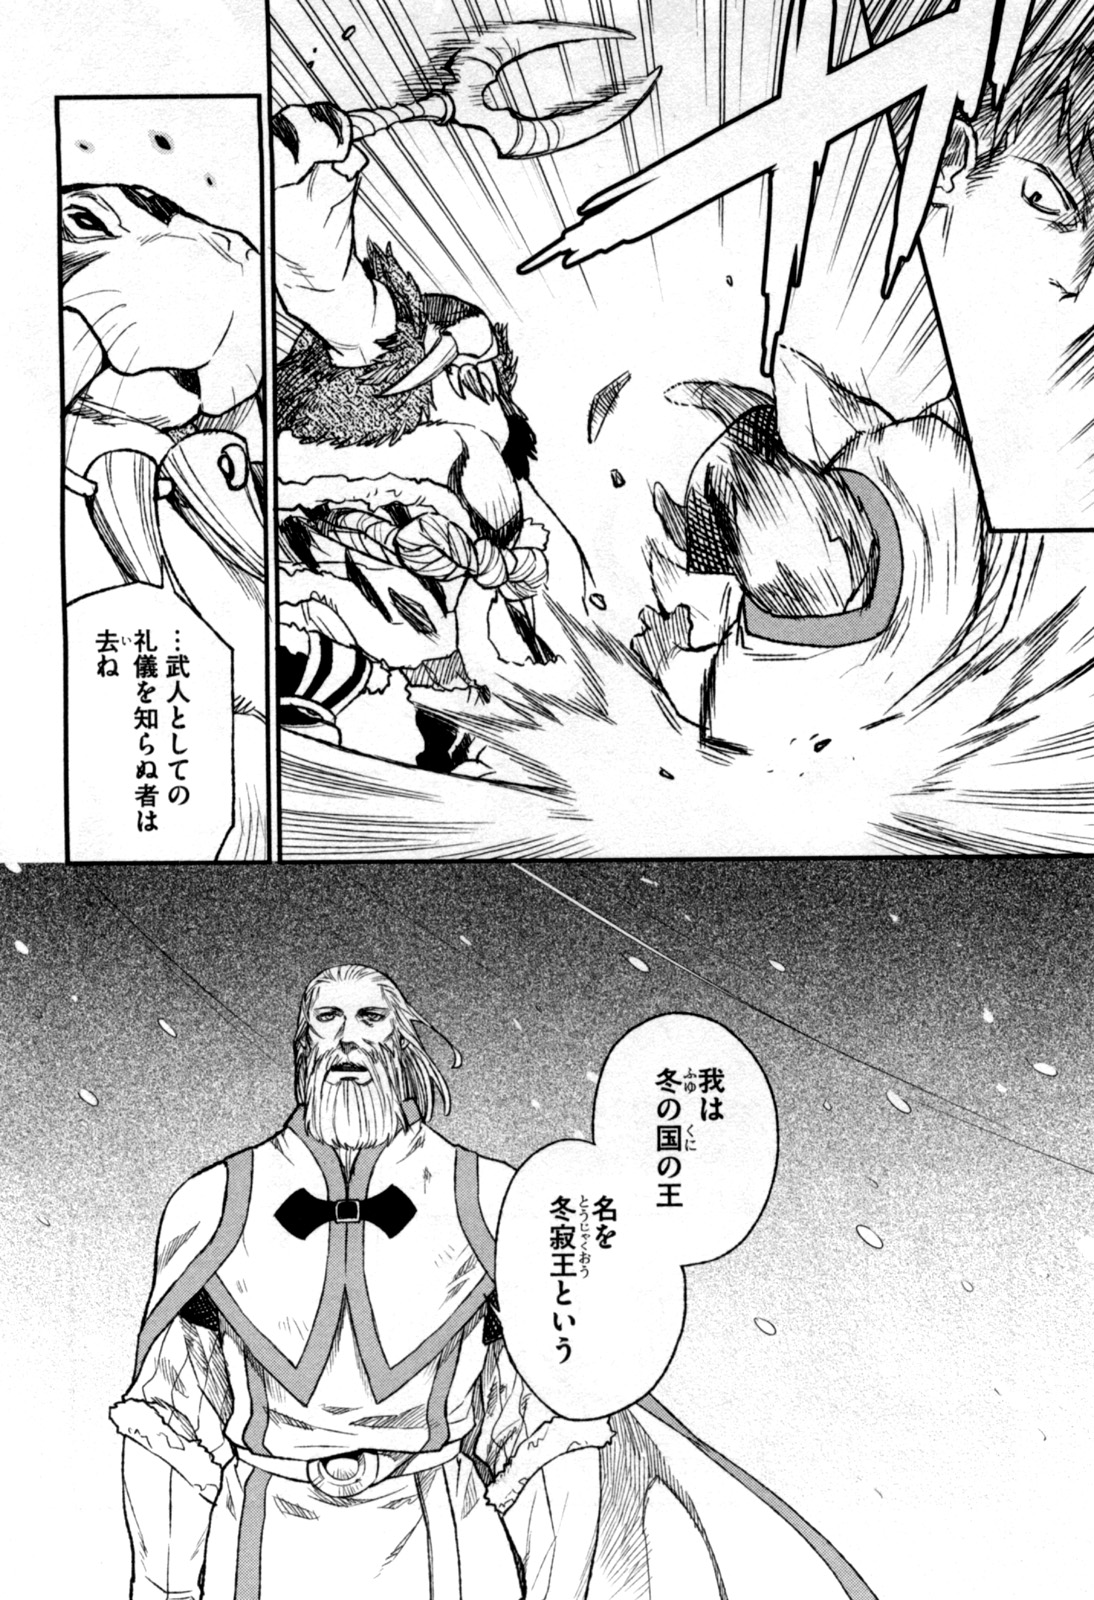 …武人としての
礼儀を知らぬ者は
去ね
我は
冬の国の王
名を
冬寂王という